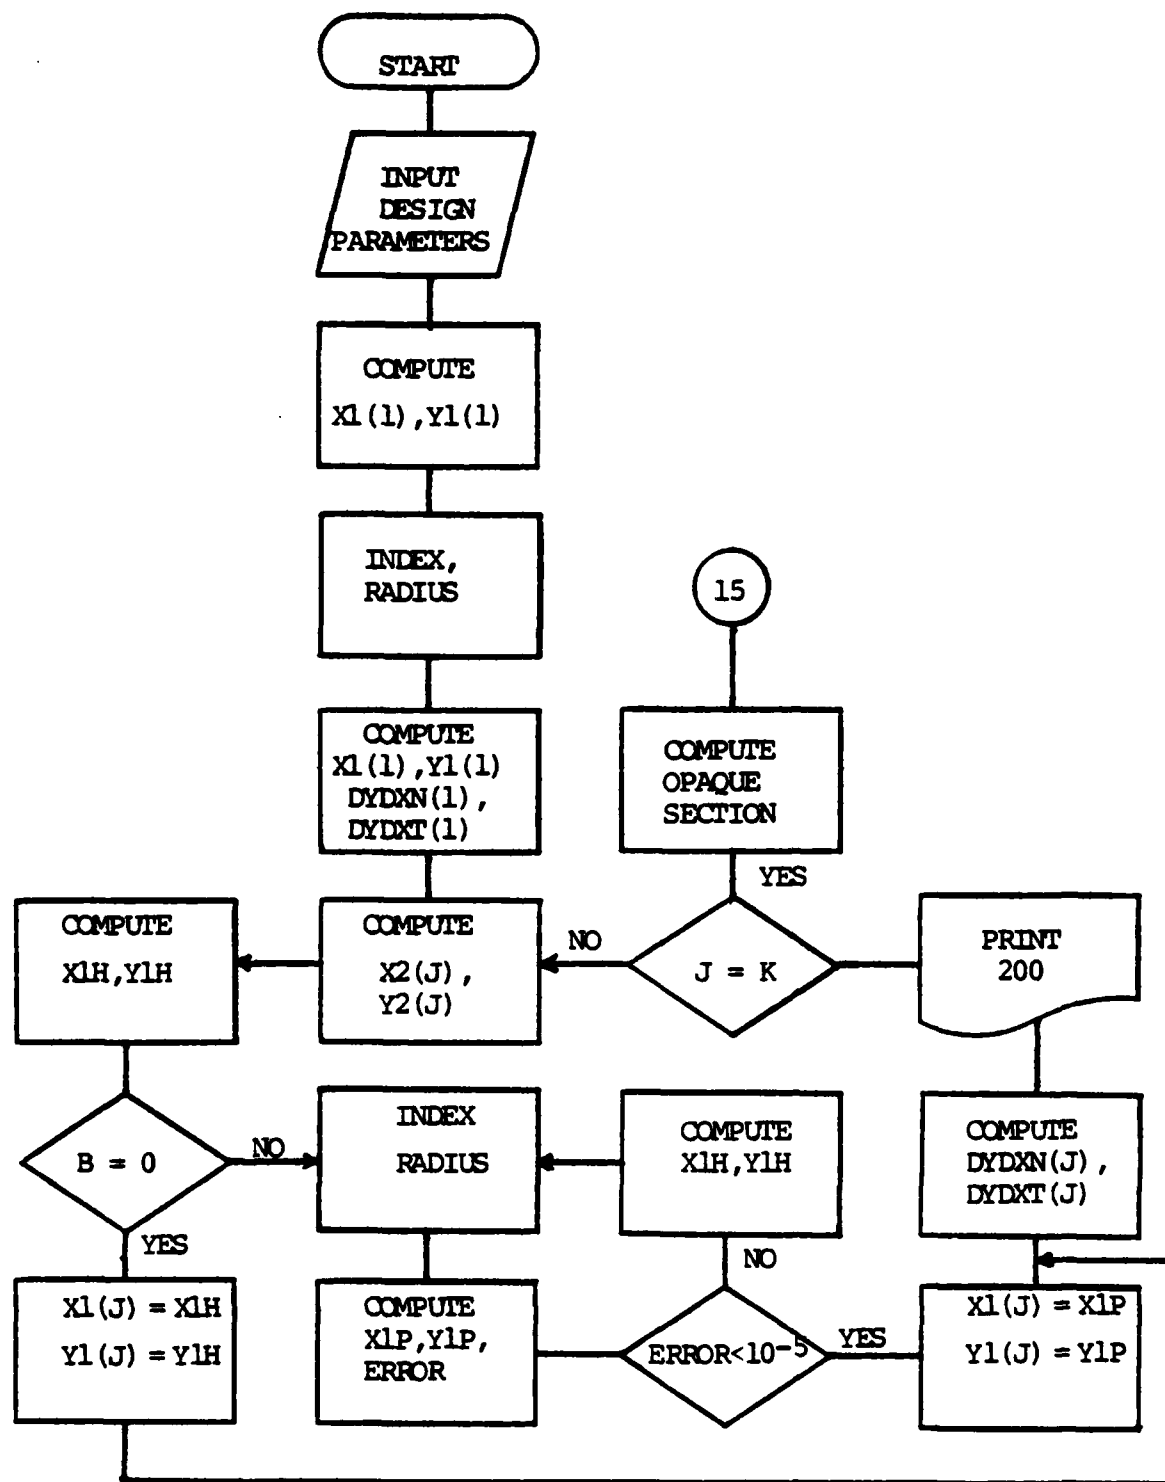 START
INPUT
DESIGN
PARAMETERS
COMPUTE
X1(1),Y1(1)
INDEX,
RADIUS
15
COMPUTE
X1(1),Y1(1)
DYDXN(1),
DYDXT(1)
COMPUTE
OPAQUE
SECTION
YES
COMPUTE
X1H,Y1H
COMPUTE
X2(J),
Y2(J)
NO
J = K
PRINT
200
B = 0
NO
YES
INDEX
RADIUS
COMPUTE
X1H,Y1H
NO
COMPUTE
DYDXN(J),
DYDXT(J)
X1(J) = X1H
Y1(J) = Y1H
COMPUTE
X1P,Y1P,
ERROR
ERROR<10-5
YES
X1(J) = X1P
Y1(J) = Y1P